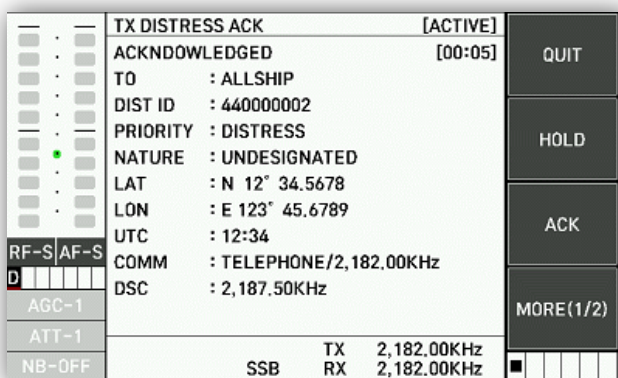 TX DISTRESS ACK [ACTIVE]
ACKNDOWLEDGED [00:05]
TO : ALLSHIP
DIST ID : 440000002
PRIORITY : DISTRESS
NATURE : UNDESIGNATED
LAT : N 12° 34.5678
LON : E 123° 45.6789
UTC : 12:34
COMM : TELEPHONE/2,182.00KHz
DSC : 2,187.50KHz
TX 2,182.00KHz
SSB RX 2,182.00KHz
RF-S AF-S
D
AGC-1
ATT-1
NB-OFF
QUIT
HOLD
ACK
MORE(1/2)